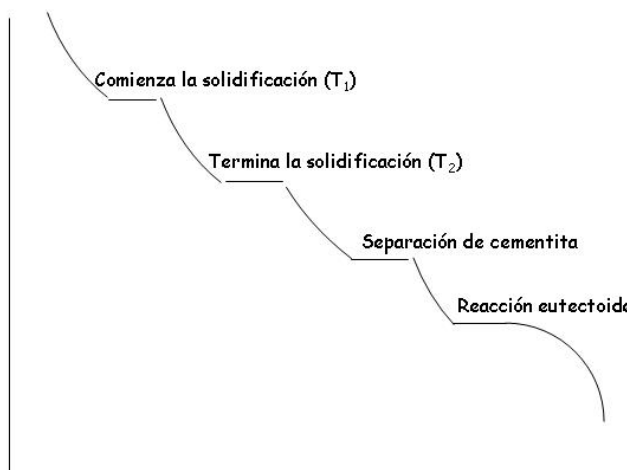 Comienza la solidificación (T₁)
Termina la solidificación (T₂)
Separación de cementita
Reacción eutectoide